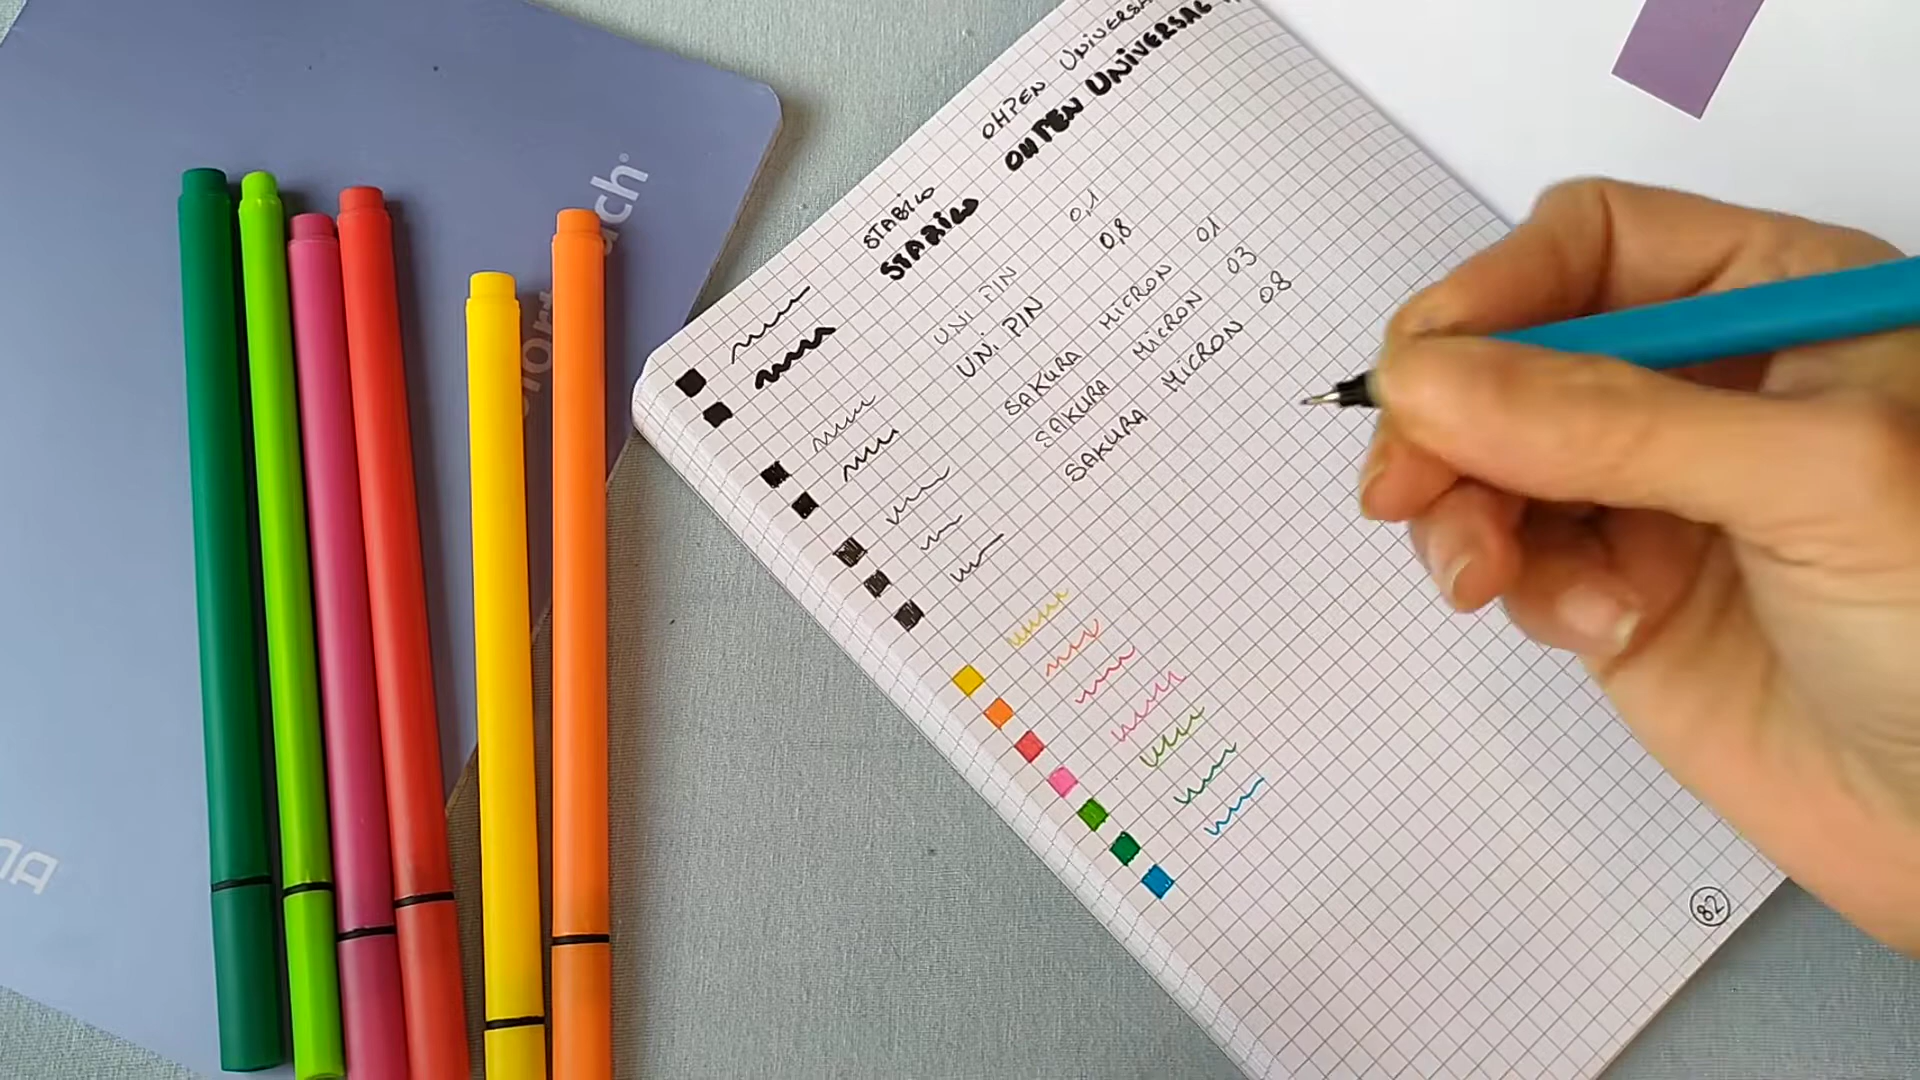 STABILO OHPEN UNIVERSAL
STABILO OHPEN UNIVERSAL
UNI PIN 0,1
UNI PIN 0,8
SAKURA MICRON 01
SAKURA MICRON 03
SAKURA MICRON 08
82